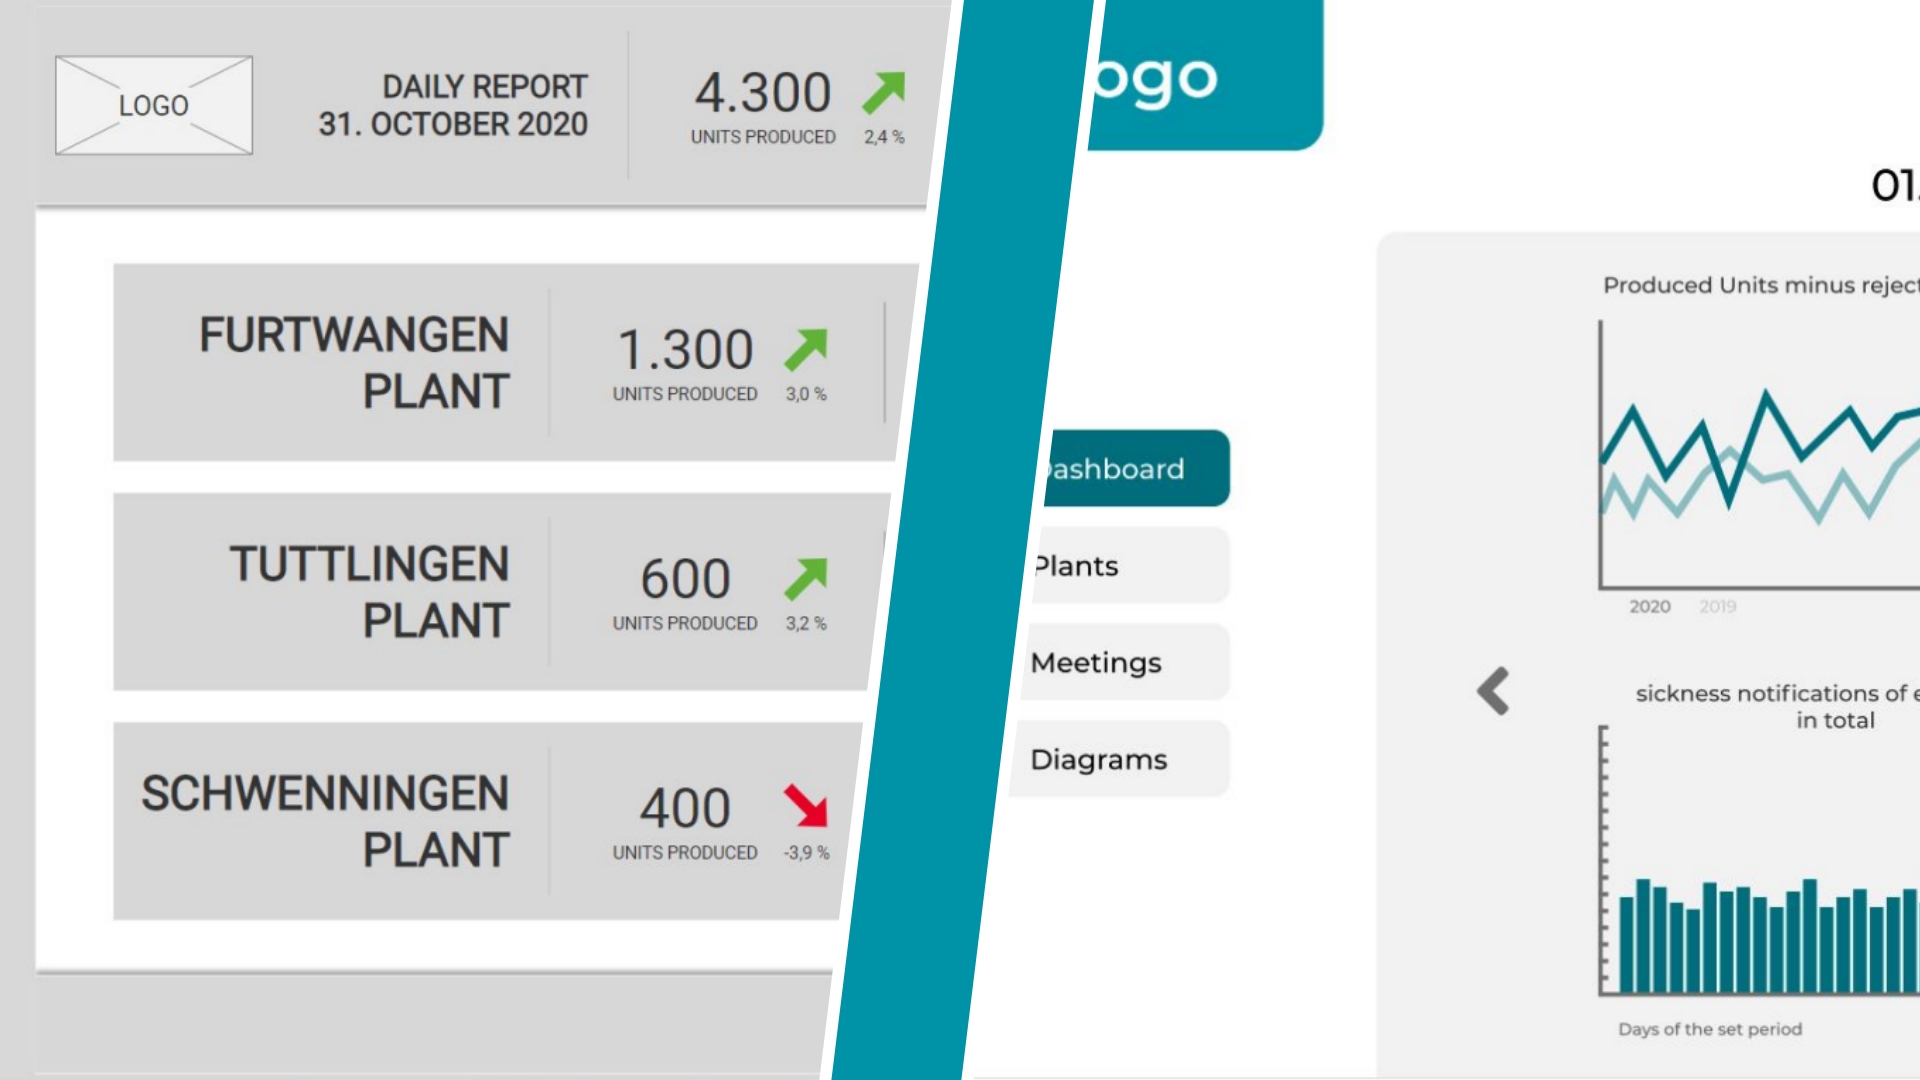 LOGO
DAILY REPORT
31. OCTOBER 2020
4.300
UNITS PRODUCED
2,4 %
FURTWANGEN
PLANT
1.300
UNITS PRODUCED
3,0 %
TUTTLINGEN
PLANT
600
UNITS PRODUCED
3,2 %
SCHWENNINGEN
PLANT
400
UNITS PRODUCED
-3,9 %
ogo
ashboard
Plants
Meetings
Diagrams
01.
Produced Units minus reject
2020
2019
sickness notifications of e
in total
Days of the set period